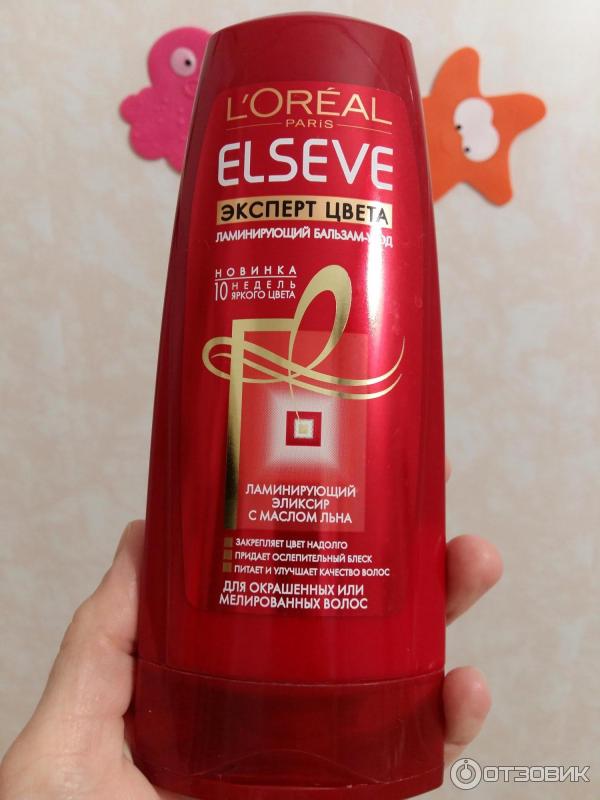 L'ORÉAL
PARIS
ELSEVE
ЭКСПЕРТ ЦВЕТА
ЛАМИНИРУЮЩИЙ БАЛЬЗАМ-УХОД
НОВИНКА
10 НЕДЕЛЬ
ЯРКОГО ЦВЕТА
ЛАМИНИРУЮЩИЙ
ЭЛИКСИР
С МАСЛОМ ЛЬНА
ЗАКРЕПЛЯЕТ ЦВЕТ НАДОЛГО
ПРИДАЕТ ОСЛЕПИТЕЛЬНЫЙ БЛЕСК
ПИТАЕТ И УЛУЧШАЕТ КАЧЕСТВО ВОЛОС
ДЛЯ ОКРАШЕННЫХ ИЛИ
МЕЛИРОВАННЫХ ВОЛОС
ОТЗОВИК